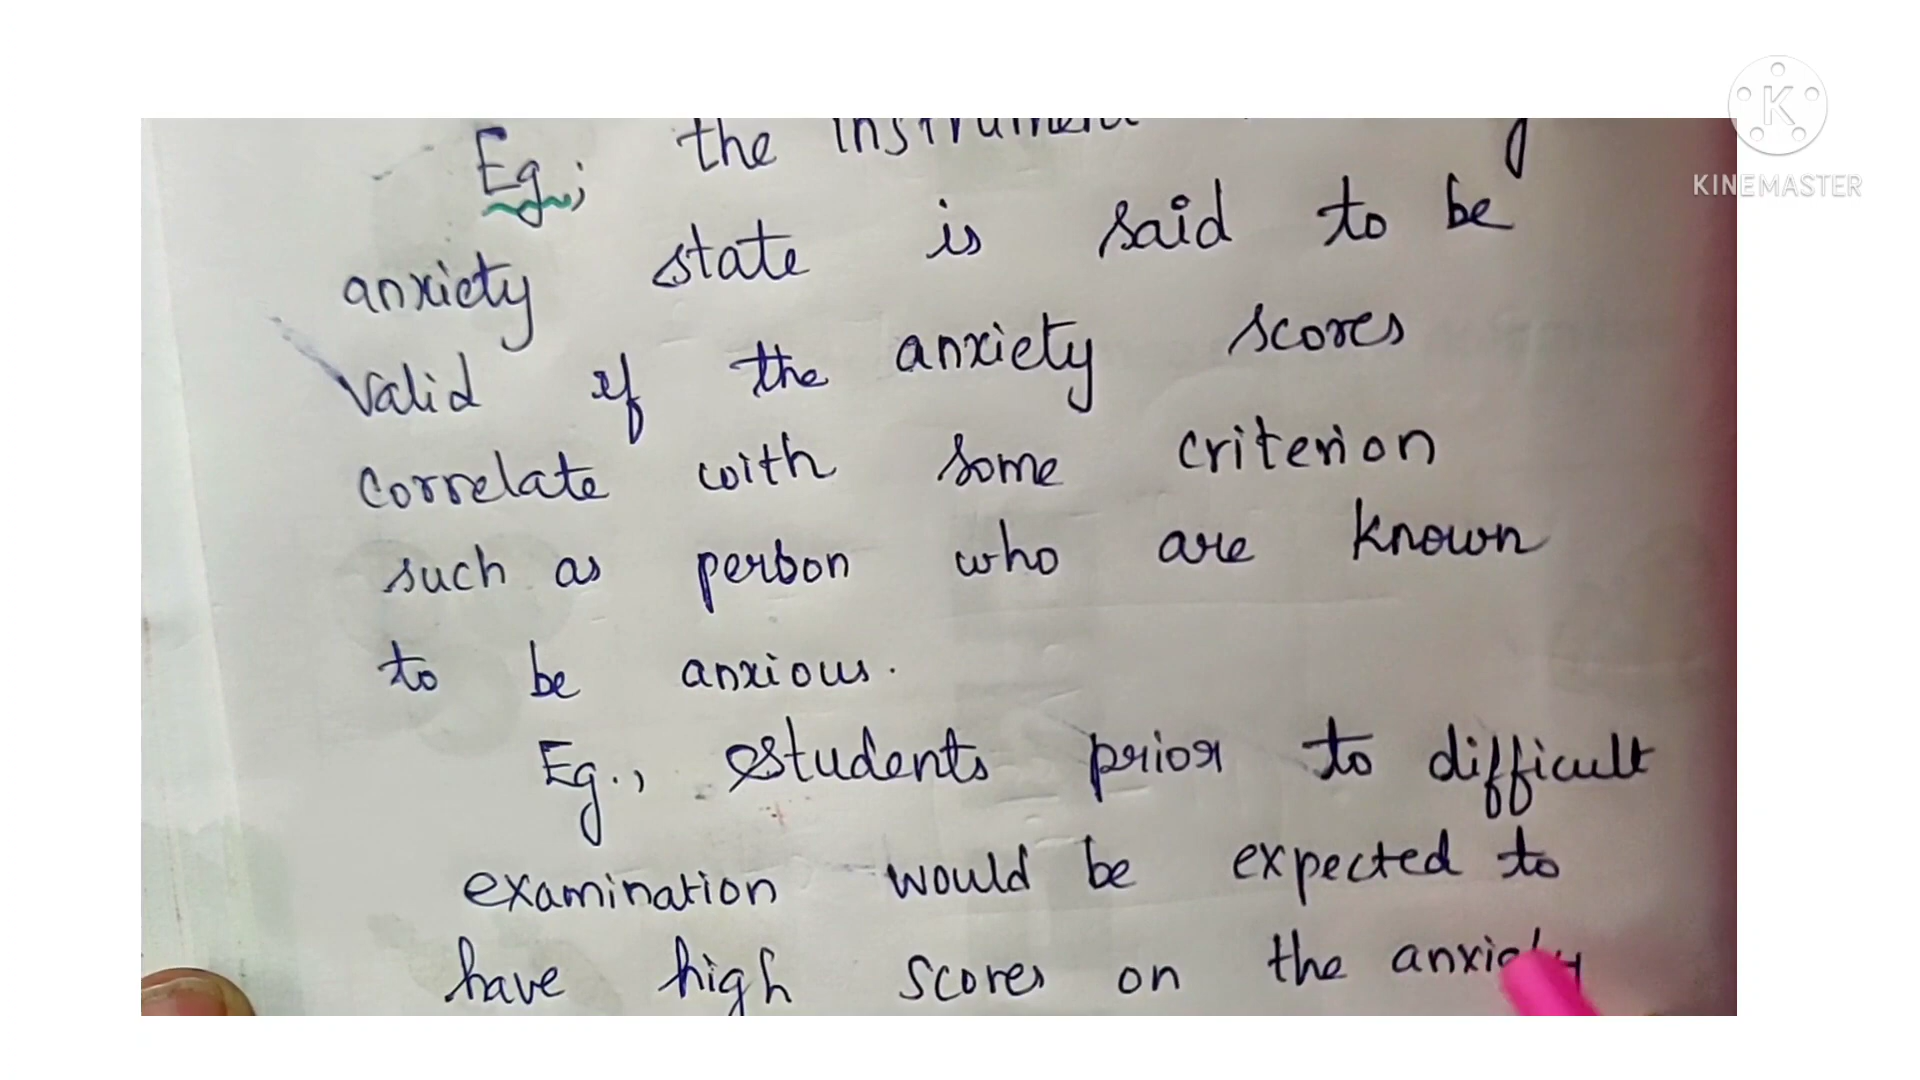 Eg; the instrument
anxiety state is said to be
valid if the anxiety scores
correlate with some criterion
such as person who are known
to be anxious.
Eg., students prior to difficult
examination would be expected to
have high scores on the anxiety
KINEMASTER